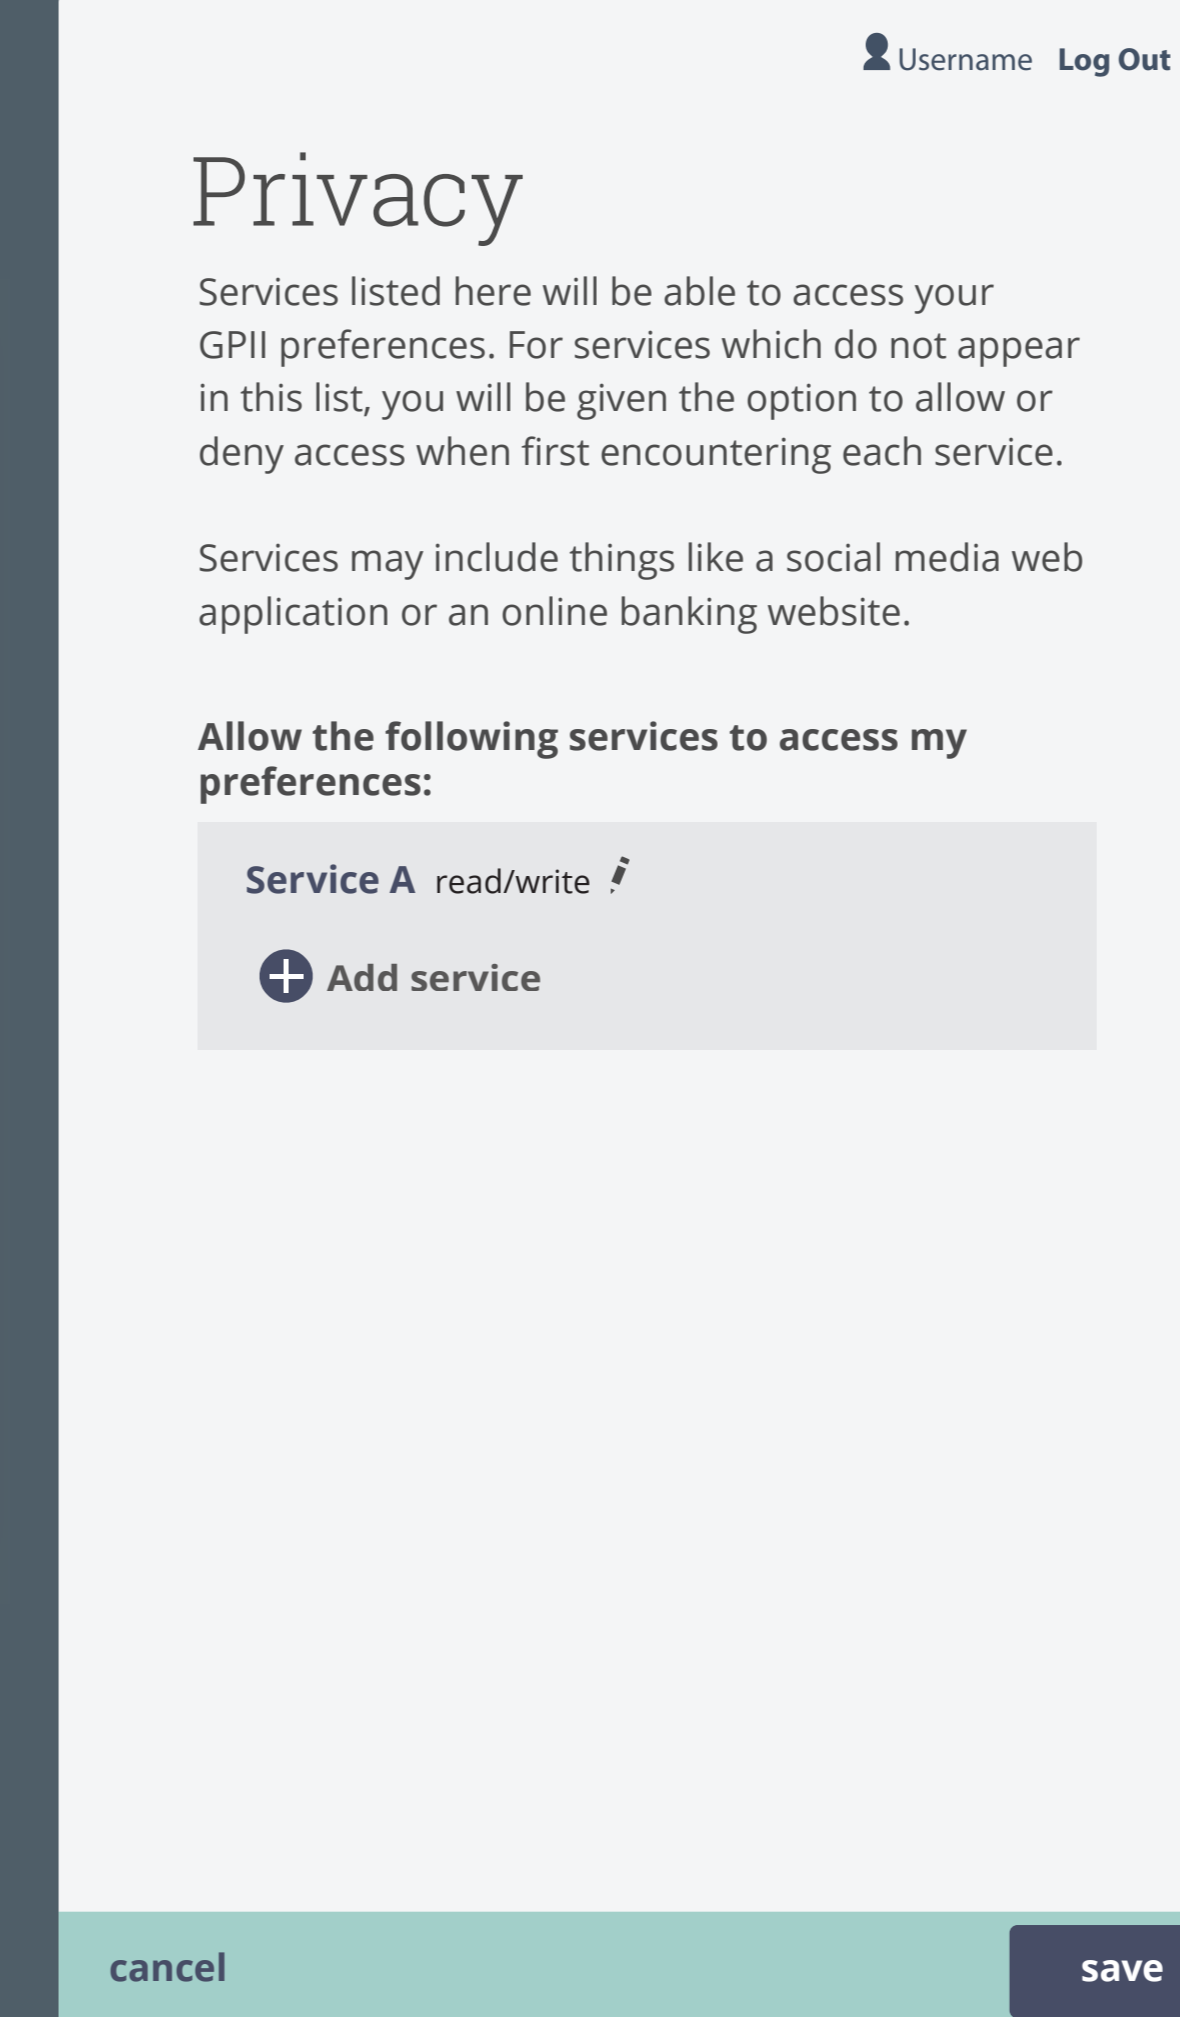 Username Log Out
Privacy
Services listed here will be able to access your
GPII preferences. For services which do not appear
in this list, you will be given the option to allow or
deny access when first encountering each service.
Services may include things like a social media web
application or an online banking website.
Allow the following services to access my
preferences:
Service A read/write
Add service
cancel save